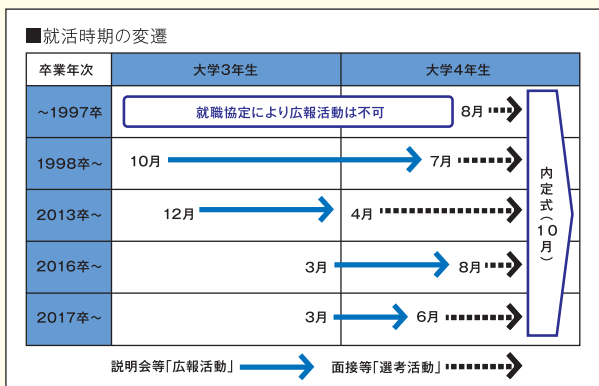 ■就活時期の変遷
卒業年次 大学3年生 大学4年生
～1997卒 就職協定により広報活動は不可 8月
1998卒～ 10月 7月
2013卒～ 12月 4月
2016卒～ 3月 8月
2017卒～ 3月 6月
内定式（10月）
説明会等「広報活動」 面接等「選考活動」